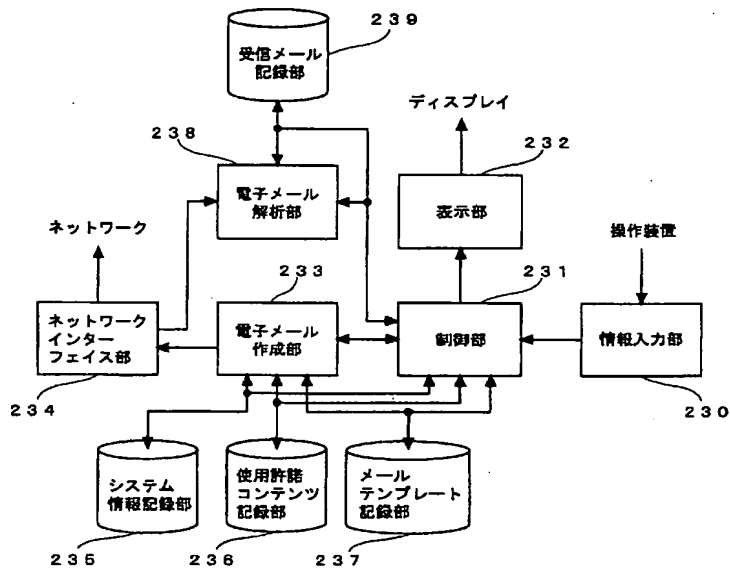 239
受信メール
記録部
ディスプレイ
238
232
電子メール
解析部
表示部
ネットワーク
操作装置
233
231
ネットワーク
インター
フェイス部
電子メール
作成部
制御部
情報入力部
234
230
システム
情報記録部
使用許諾
コンテンツ
記録部
メール
テンプレート
記録部
235
236
237